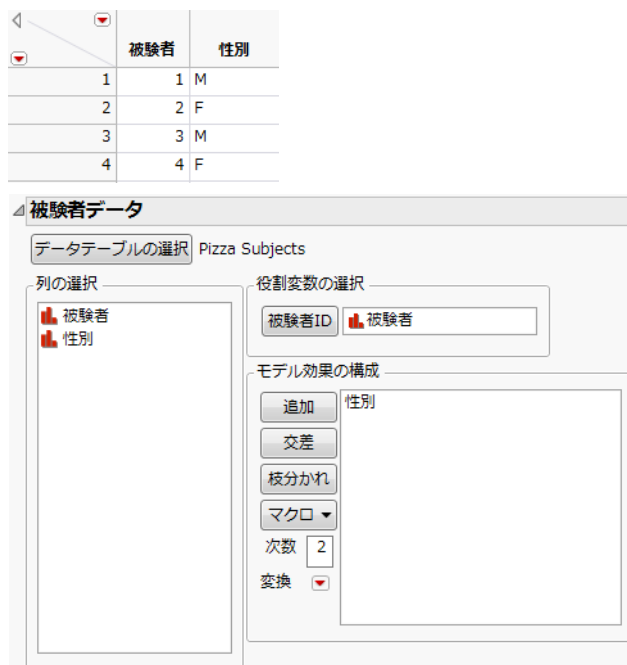 被験者 性別
1 1 M
2 2 F
3 3 M
4 4 F
被験者データ
データテーブルの選択 Pizza Subjects
列の選択
被験者
性別
役割変数の選択
被験者ID 被験者
モデル効果の構成
追加 性別
交差
枝分かれ
マクロ
次数 2
変換